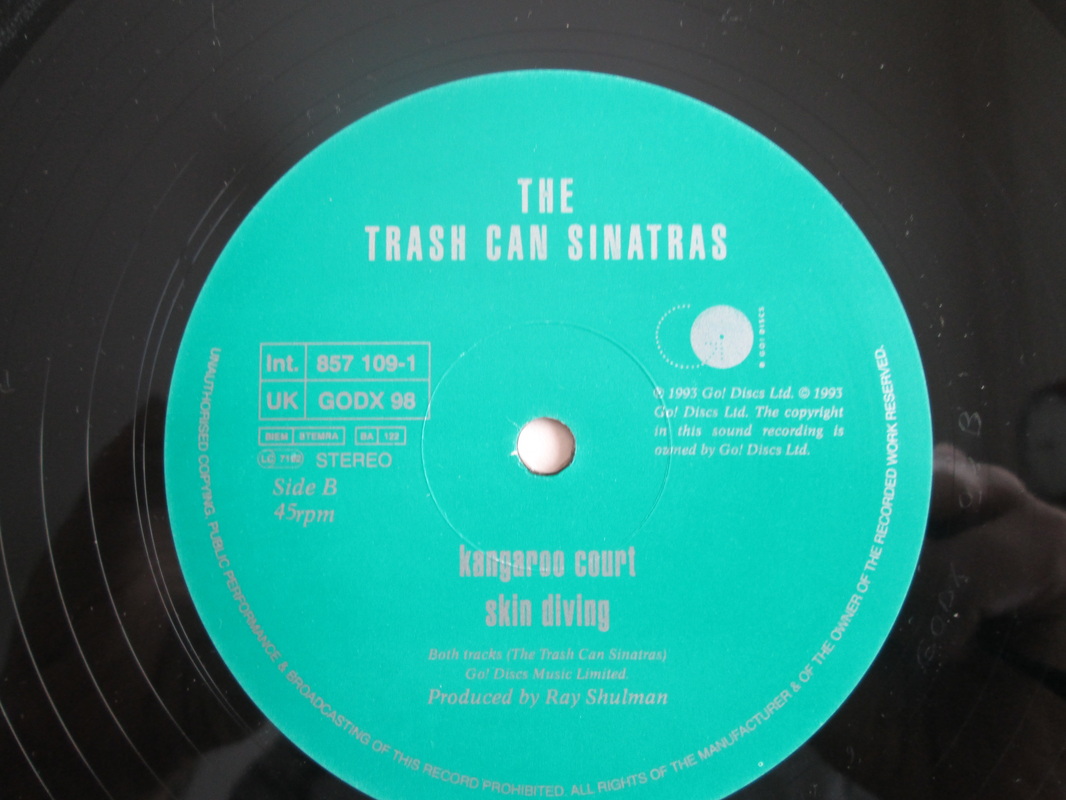 THE
TRASH CAN SINATRAS
Int. 857 109-1
UK GODX 98
BIEM STEMRA BA 122
LC 7162 STEREO
Side B
45rpm
GO! DISCS
℗ 1993 Go! Discs Ltd. © 1993
Go! Discs Ltd. The copyright
in this sound recording is
owned by Go! Discs Ltd.
kangaroo court
skin diving
Both tracks (The Trash Can Sinatras)
Go! Discs Music Limited.
Produced by Ray Shulman
UNAUTHORISED COPYING, PUBLIC PERFORMANCE & BROADCASTING OF THIS RECORD PROHIBITED. ALL RIGHTS OF THE MANUFACTURER & OF THE OWNER OF THE RECORDED WORK RESERVED.